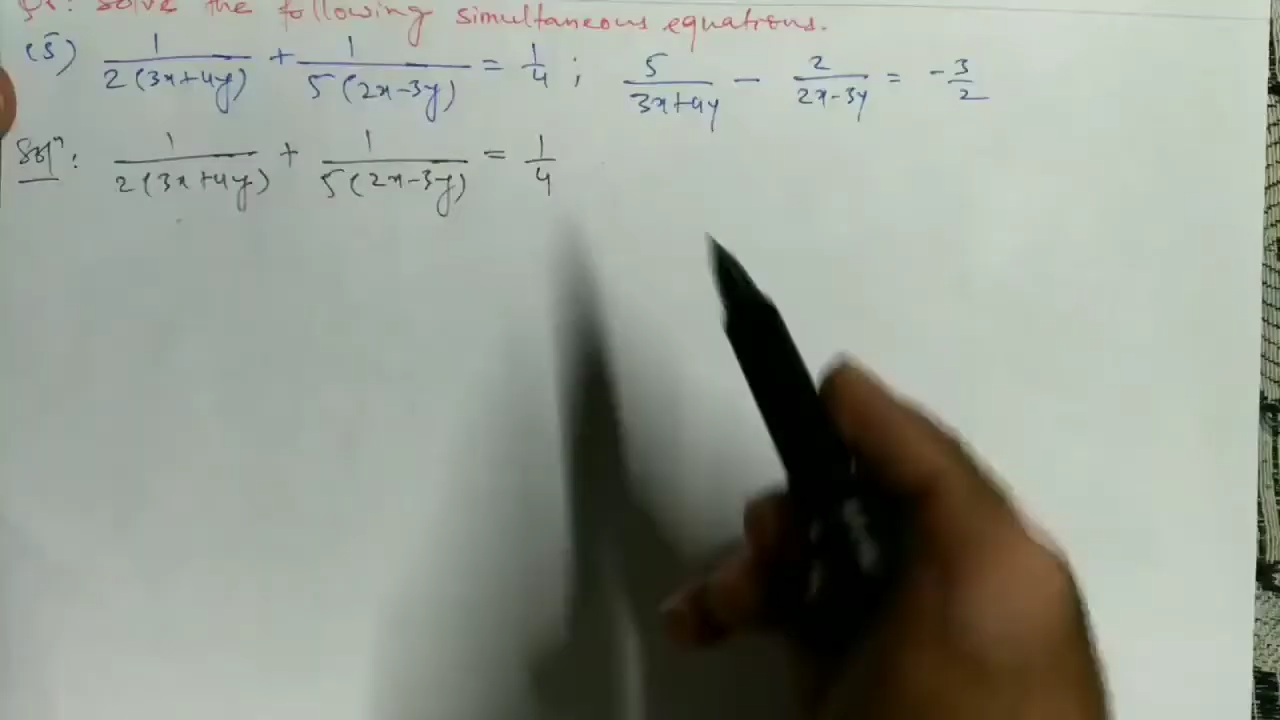 Solve the following simultaneous equations.
(5) 1/2(3x+4y) + 1/5(2x-3y) = 1/4 ; 5/3x+4y - 2/2x-3y = -3/2
Solⁿ: 1/2(3x+4y) + 1/5(2x-3y) = 1/4